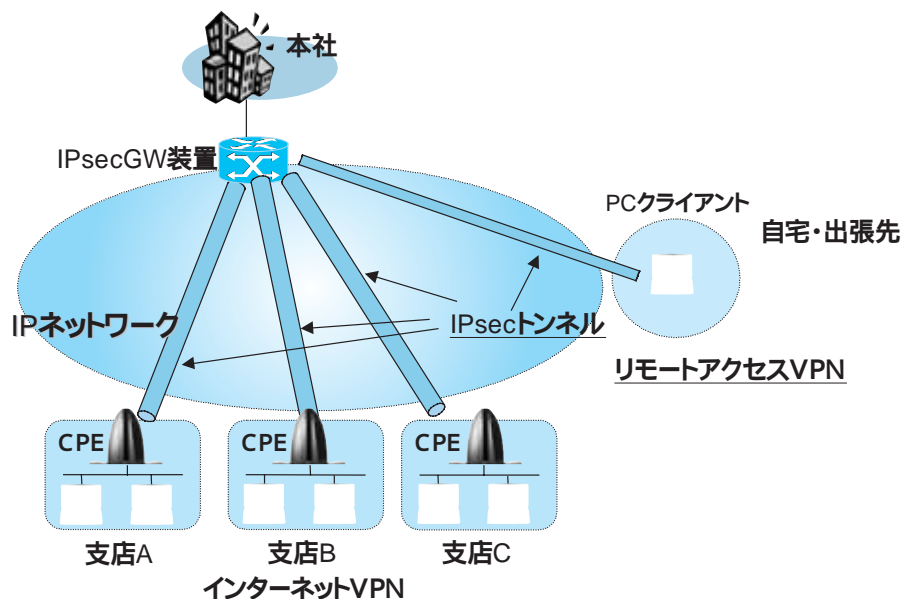 本社
IPsecGW装置
PCクライアント
自宅・出張先
IPネットワーク
IPsecトンネル
リモートアクセスVPN
CPE
CPE
CPE
支店A
支店B
支店C
インターネットVPN